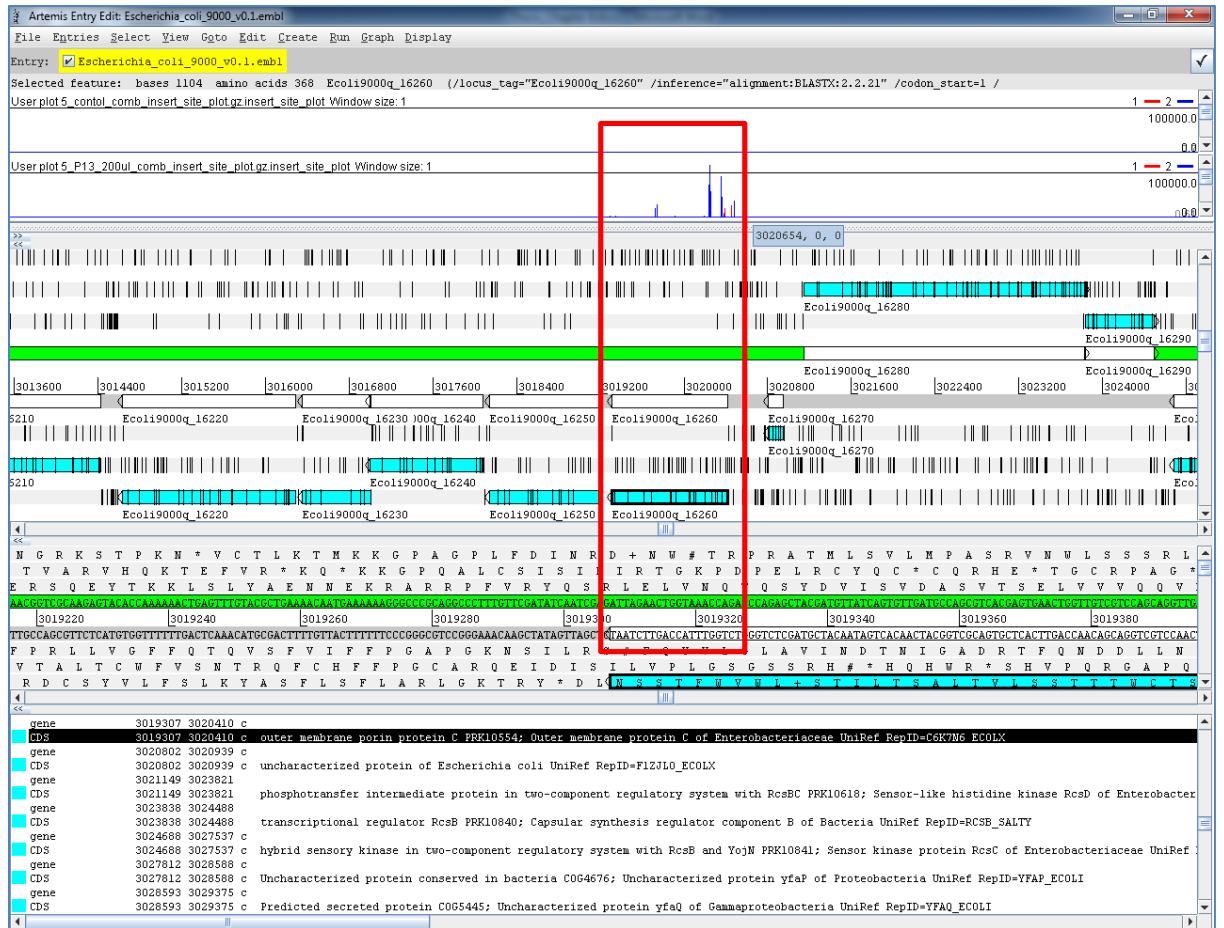 Artemis Entry Edit: Escherichia_coli_9000_v0.1.embl
File Entries Select View Goto Edit Create Run Graph Display
Entry: Escherichia_coli_9000_v0.1.embl
Selected feature: bases 1104 amino acids 368 Ecoli9000q_16260 (/locus_tag="Ecoli9000q_16260" /inference="alignment:BLASTX:2.2.21" /codon_start=1 /
User plot 5_contol_comb_insert_site_plot.gz.insert_site_plot Window size: 1
1 2
100000.0
0.0
User plot 5_P13_200ul_comb_insert_site_plot.gz.insert_site_plot Window size: 1
1 2
100000.0
3020654, 0, 0
Ecoli9000q_16280
Ecoli9000q_16290
Ecoli9000q_16280 Ecoli9000q_16290
3013600 3014400 3015200 3016000 3016800 3017600 3018400 3019200 3020000 3020800 3021600 3022400 3023200 3024000
5210 Ecoli9000q_16220 Ecoli9000q_16230 Ecoli9000q_16250 Ecoli9000q_16260 Ecoli9000q_16270
Ecoli9000q_16270
5210 Ecoli9000q_16240
Ecoli9000q_16220 Ecoli9000q_16230 Ecoli9000q_16250 Ecoli9000q_16260
N G R K S T P K N * V C T L K T M K K G P A G P L F D I N R D + N W # T R P R A T M L S V L M P A S R V N W L S S S R L
T V A R V H Q K T E F V R * K Q * K K G P Q A L C S I S I I R T G K P D P E L R C Y Q C * C Q R H E * T G C R P A G *
E R S Q E Y T K K L S L Y A E N N E K R A R R P F V R Y Q S R L E L V N Q T Q S Y D V I S V D A S V T S E L V V V Q Q V
3019220 3019240 3019260 3019280 3019300 3019320 3019340 3019360 3019380
F P R L L V G F F Q T Q V S F V I F F P G A P G K N S I L R
V T A L T C W F V S N T R Q F C H F F P G C A R Q E I D I S I L V P L G S G S S R H # * H Q H W R * S H V P Q R G A P Q
R D C S Y V L F S L K Y A S F L S F L A R L G K T R Y * D L N S S T F W V W L + S T I L T S A L T V L S S T T T W C T S
gene 3019307 3020410 c
CDS 3019307 3020410 c outer membrane porin protein C PRK10554; Outer membrane protein C of Enterobacteriaceae UniRef RepID=C6K7N6_ECOLX
gene 3020802 3020939 c
CDS 3020802 3020939 c uncharacterized protein of Escherichia coli UniRef RepID=F1ZJL0_ECOLX
gene 3021149 3023821
CDS 3021149 3023821 phosphotransfer intermediate protein in two-component regulatory system with RcsBC PRK10618; Sensor-like histidine kinase RcsD of Enterobacter
gene 3023838 3024488
CDS 3023838 3024488 transcriptional regulator RcsB PRK10840; Capsular synthesis regulator component B of Bacteria UniRef RepID=RCSB_SALTY
gene 3024688 3027537 c
CDS 3024688 3027537 c hybrid sensory kinase in two-component regulatory system with RcsB and YojN PRK10841; Sensor kinase protein RcsC of Enterobacteriaceae UniRef
gene 3027812 3028588 c
CDS 3027812 3028588 c Uncharacterized protein conserved in bacteria COG4676; Uncharacterized protein yfaP of Proteobacteria UniRef RepID=YFAP_ECOLI
gene 3028593 3029375 c
CDS 3028593 3029375 c Predicted secreted protein COG5445; Uncharacterized protein yfaQ of Gammaproteobacteria UniRef RepID=YFAQ_ECOLI